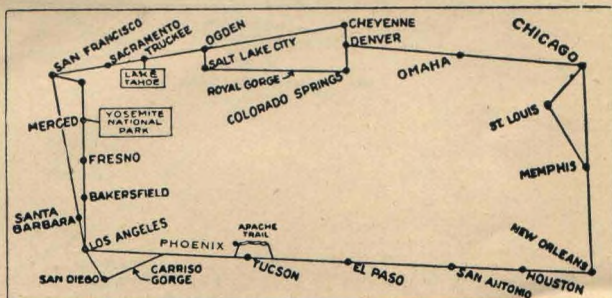 SAN FRANCISCO
SACRAMENTO
TRUCKEE
LAKE
TAHOE
OGDEN
SALT LAKE CITY
ROYAL GORGE
COLORADO SPRINGS
CHEYENNE
DENVER
OMAHA
CHICAGO
ST. LOUIS
MEMPHIS
NEW ORLEANS
MERCED
YOSEMITE
NATIONAL
PARK
FRESNO
BAKERSFIELD
SANTA
BARBARA
LOS ANGELES
SAN DIEGO
CARRISO
GORGE
PHOENIX
APACHE
TRAIL
TUCSON
EL PASO
SAN ANTONIO
HOUSTON